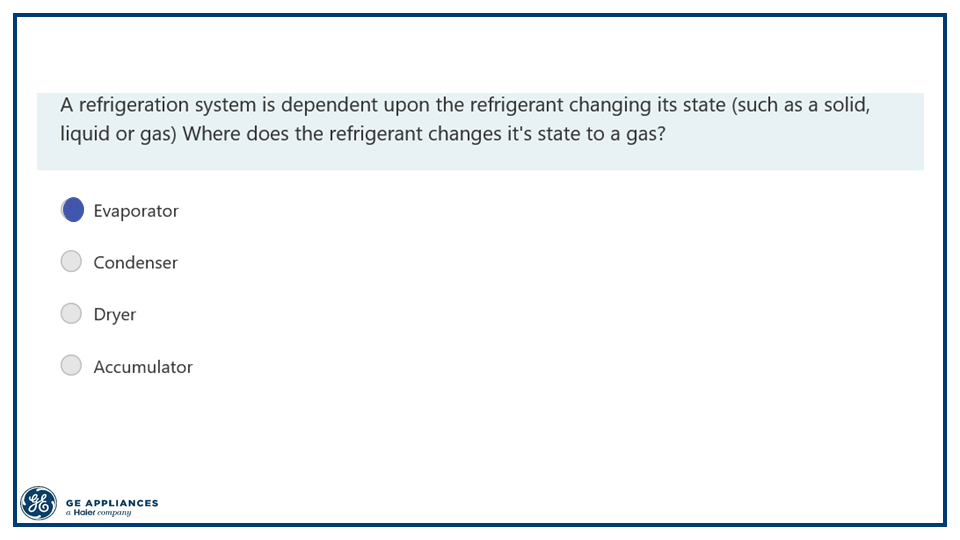 A refrigeration system is dependent upon the refrigerant changing its state (such as a solid,
liquid or gas) Where does the refrigerant changes it's state to a gas?
Evaporator
Condenser
Dryer
Accumulator
GE
GE APPLIANCES
a Haier company